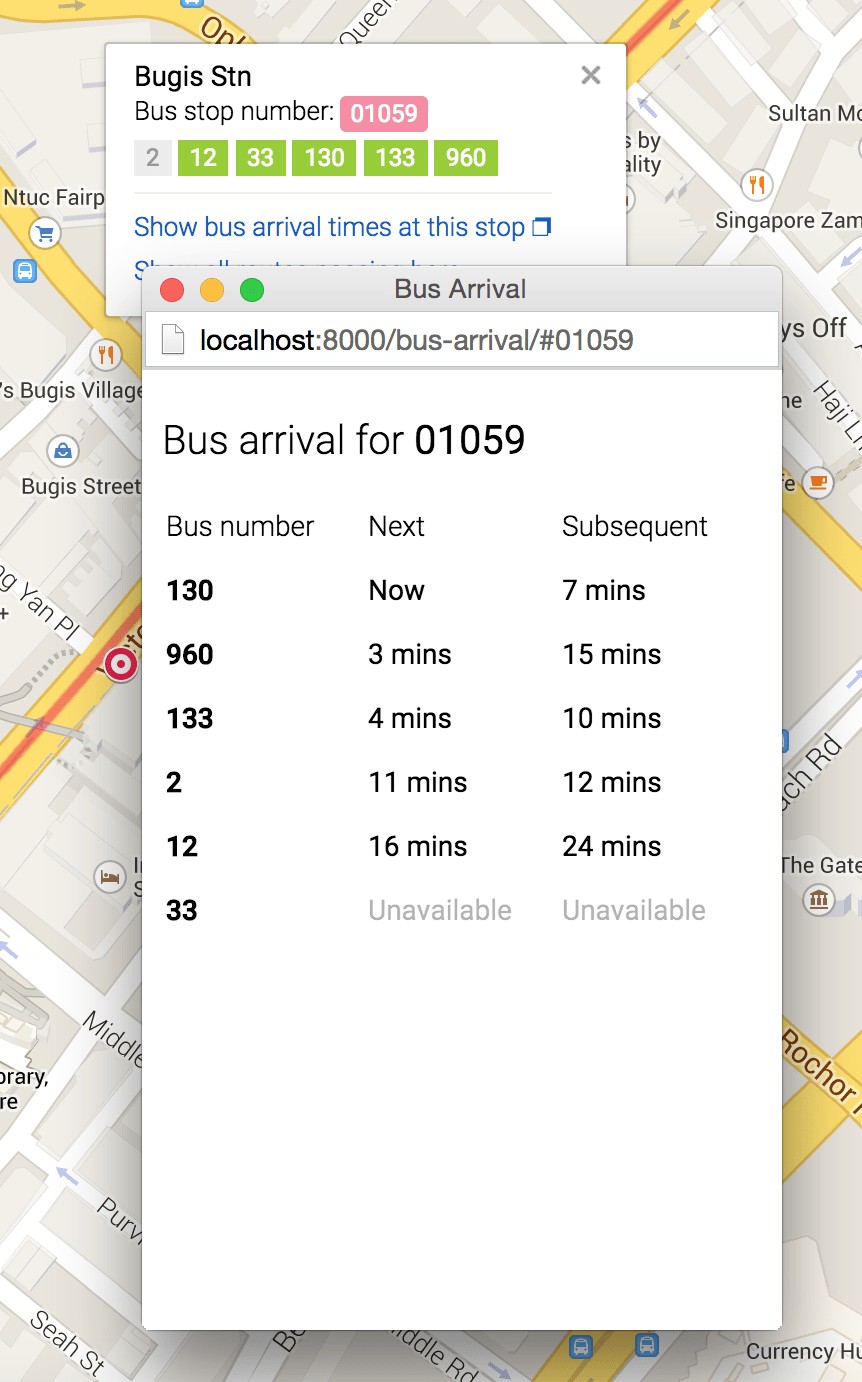 Queen
Oph
Bugis Stn
Bus stop number: 01059
2 12 33 130 133 960
Show bus arrival times at this stop
Sultan Mo
s by
ality
Ntuc Fairp
Singapore Zam
Bus Arrival
localhost:8000/bus-arrival/#01059
ys Off
's Bugis Village
ne
Haji
Bugis Street
fe
Bus arrival for 01059
Bus number Next Subsequent
130 Now 7 mins
960 3 mins 15 mins
133 4 mins 10 mins
2 11 mins 12 mins
12 16 mins 24 mins
33 Unavailable Unavailable
ng Yan Pl
ach Rd
The Gate
Middle
Rochor
brary,
re
Purvi
Seah St
Be
iddle Rd
Currency Hu